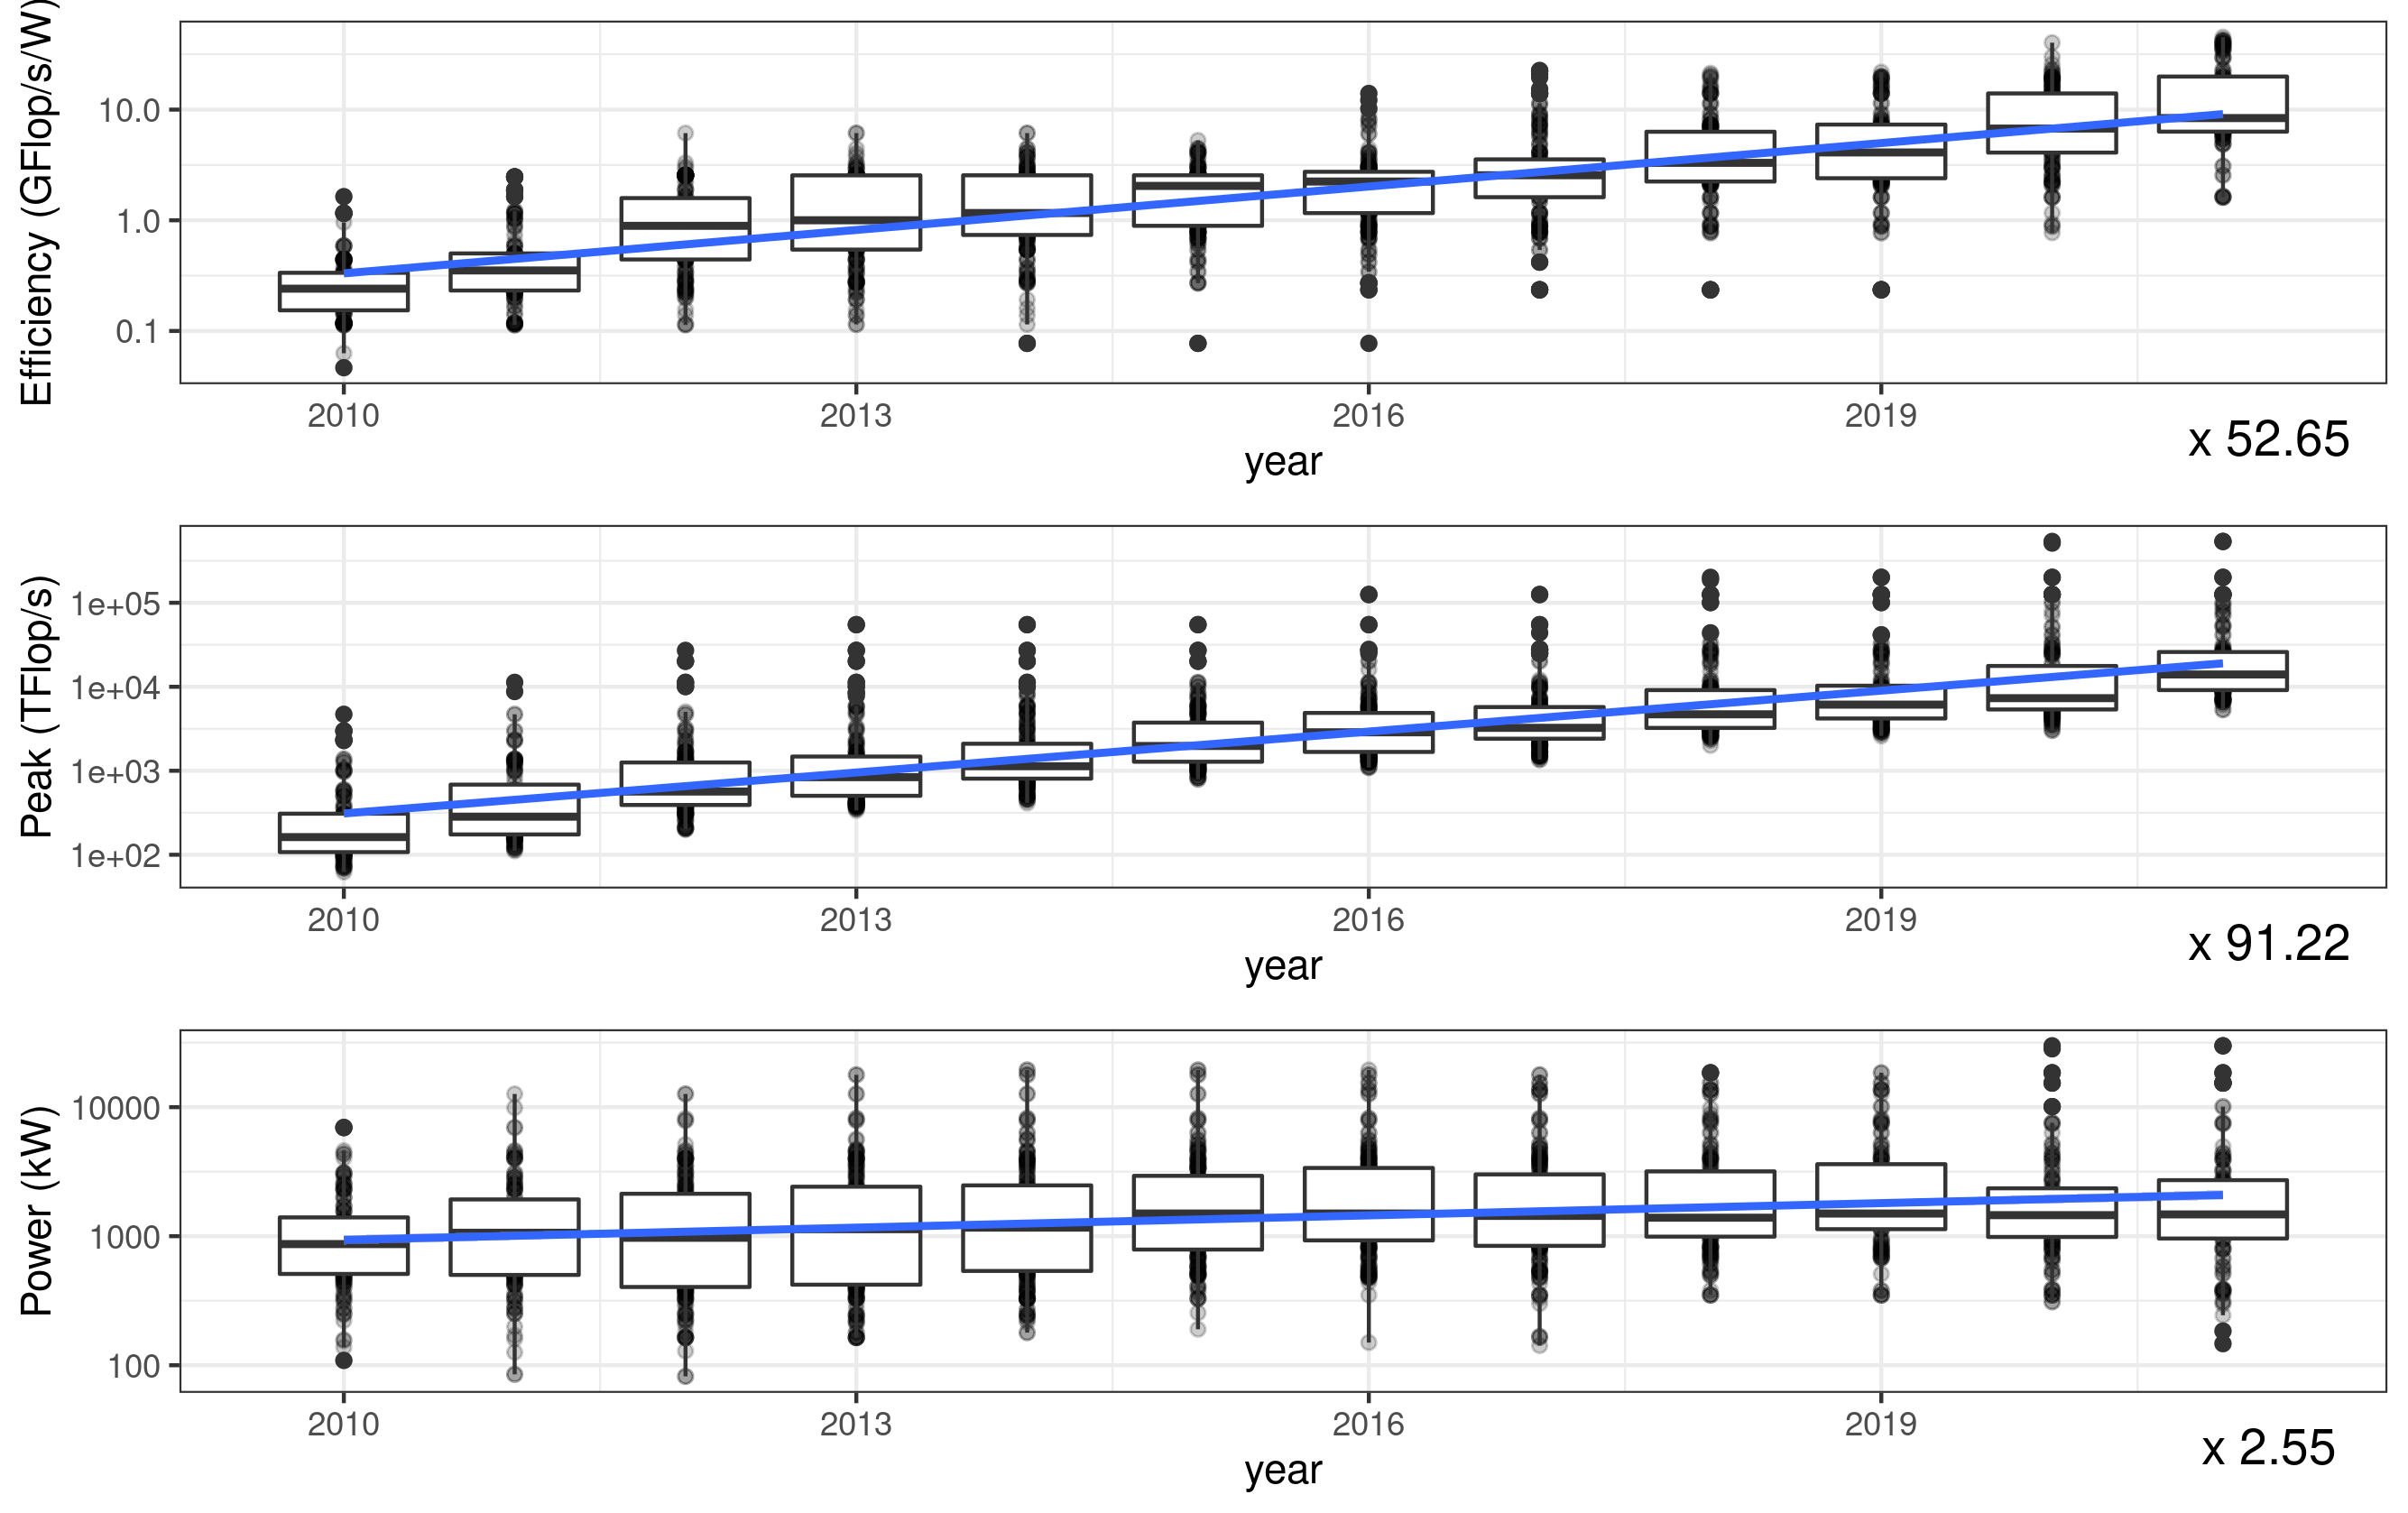 Efficiency (GFlop/s/W)
10.0
1.0
0.1
2010 2013 2016 2019
year
x 52.65
Peak (TFlop/s)
1e+05
1e+04
1e+03
1e+02
2010 2013 2016 2019
year
x 91.22
Power (kW)
10000
1000
100
2010 2013 2016 2019
year
x 2.55